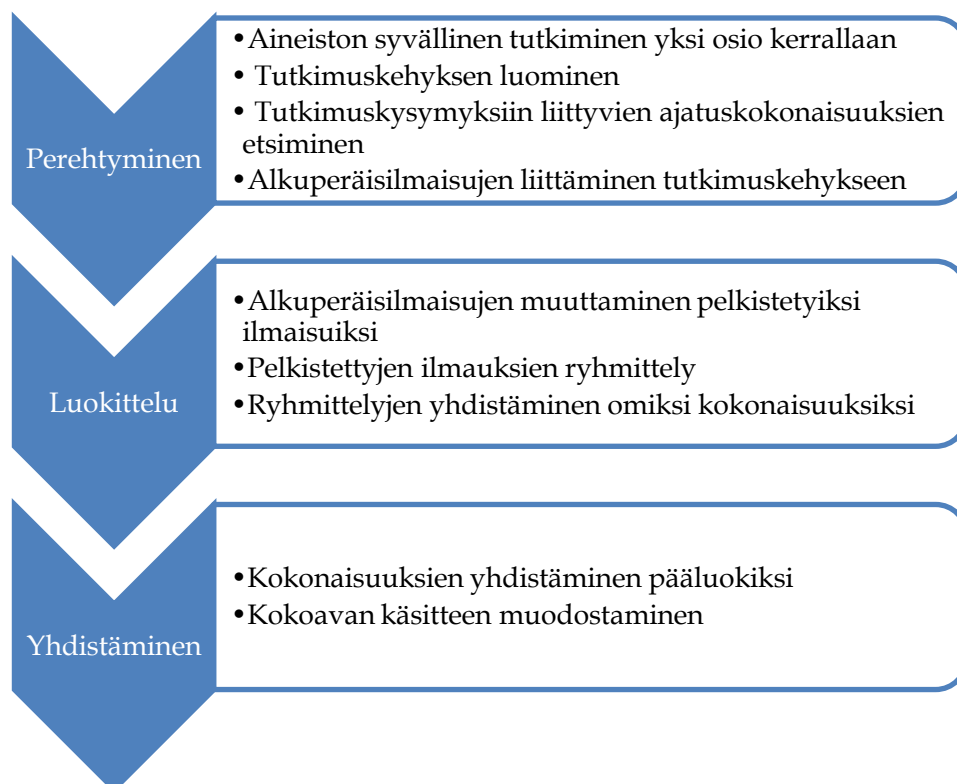 Perehtyminen
•Aineiston syvällinen tutkiminen yksi osio kerrallaan
• Tutkimuskehyksen luominen
• Tutkimuskysymyksiin liittyvien ajatuskokonaisuuksien
etsiminen
•Alkuperäisilmaisujen liittäminen tutkimuskehykseen
Luokittelu
•Alkuperäisilmaisujen muuttaminen pelkistetyiksi
ilmaisuiksi
•Pelkistettyjen ilmauksien ryhmittely
•Ryhmittelyjen yhdistäminen omiksi kokonaisuuksiksi
Yhdistäminen
•Kokonaisuuksien yhdistäminen pääluokiksi
•Kokoavan käsitteen muodostaminen